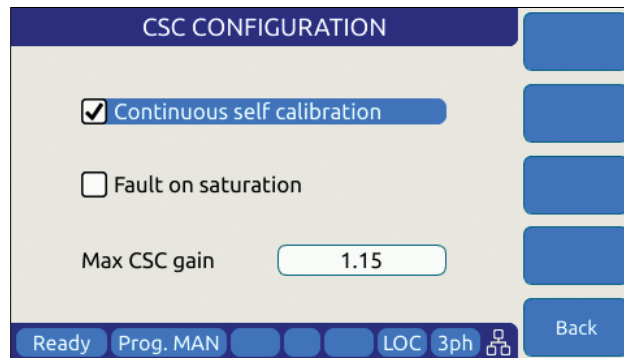 CSC CONFIGURATION
Continuous self calibration
Fault on saturation
Max CSC gain 1.15
Back
Ready Prog. MAN LOC 3ph